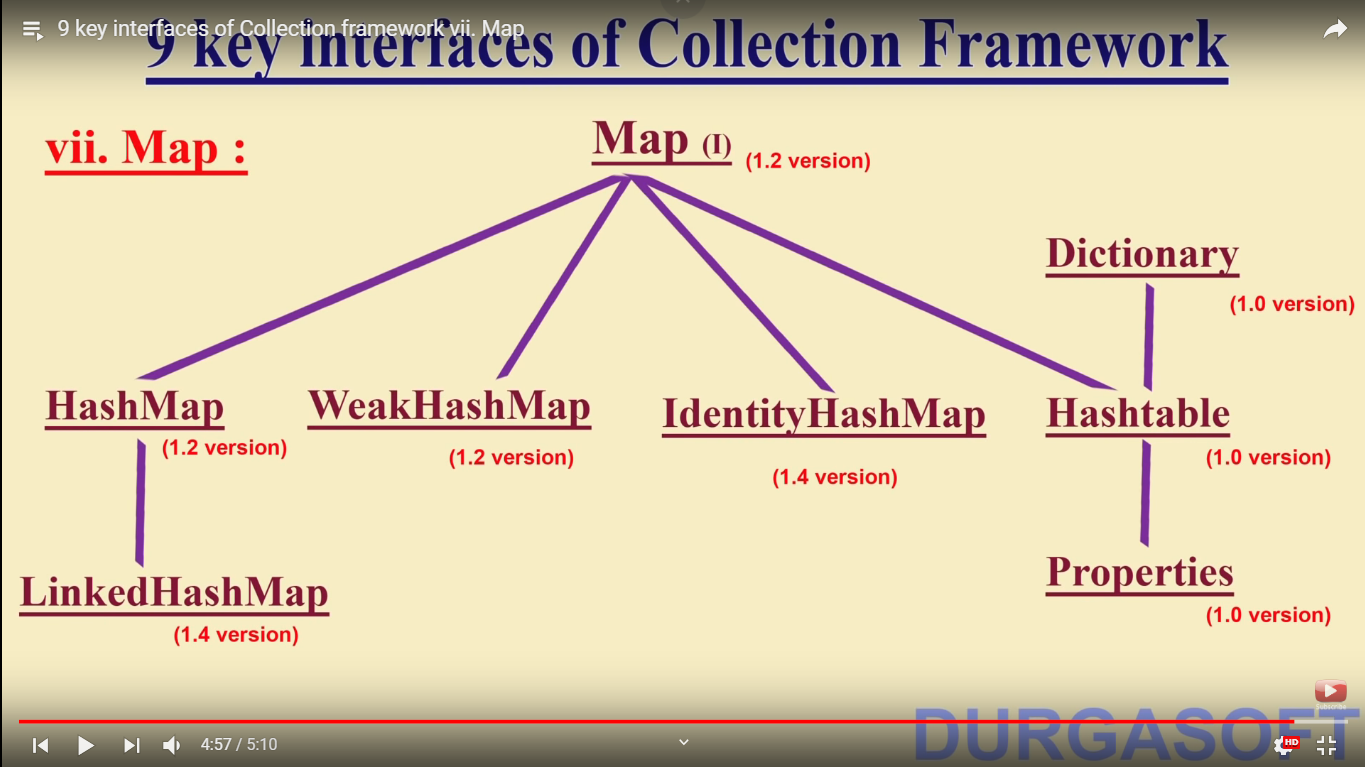 9 key interfaces of Collection framework vii. Map
9 key interfaces of Collection Framework
vii. Map :
Map (I)
(1.2 version)
Dictionary
(1.0 version)
HashMap
(1.2 version)
WeakHashMap
(1.2 version)
IdentityHashMap
(1.4 version)
Hashtable
(1.0 version)
LinkedHashMap
(1.4 version)
Properties
(1.0 version)
Subscribe
DURGASOFT
4:57 / 5:10
HD